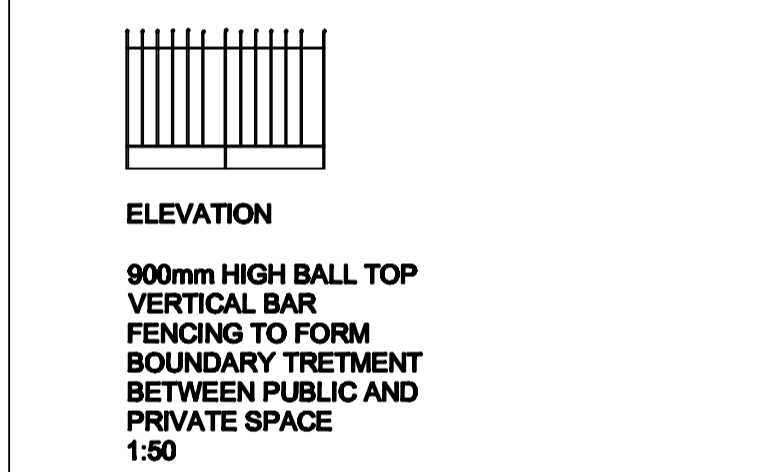 ELEVATION
900mm HIGH BALL TOP
VERTICAL BAR
FENCING TO FORM
BOUNDARY TRETMENT
BETWEEN PUBLIC AND
PRIVATE SPACE
1:50